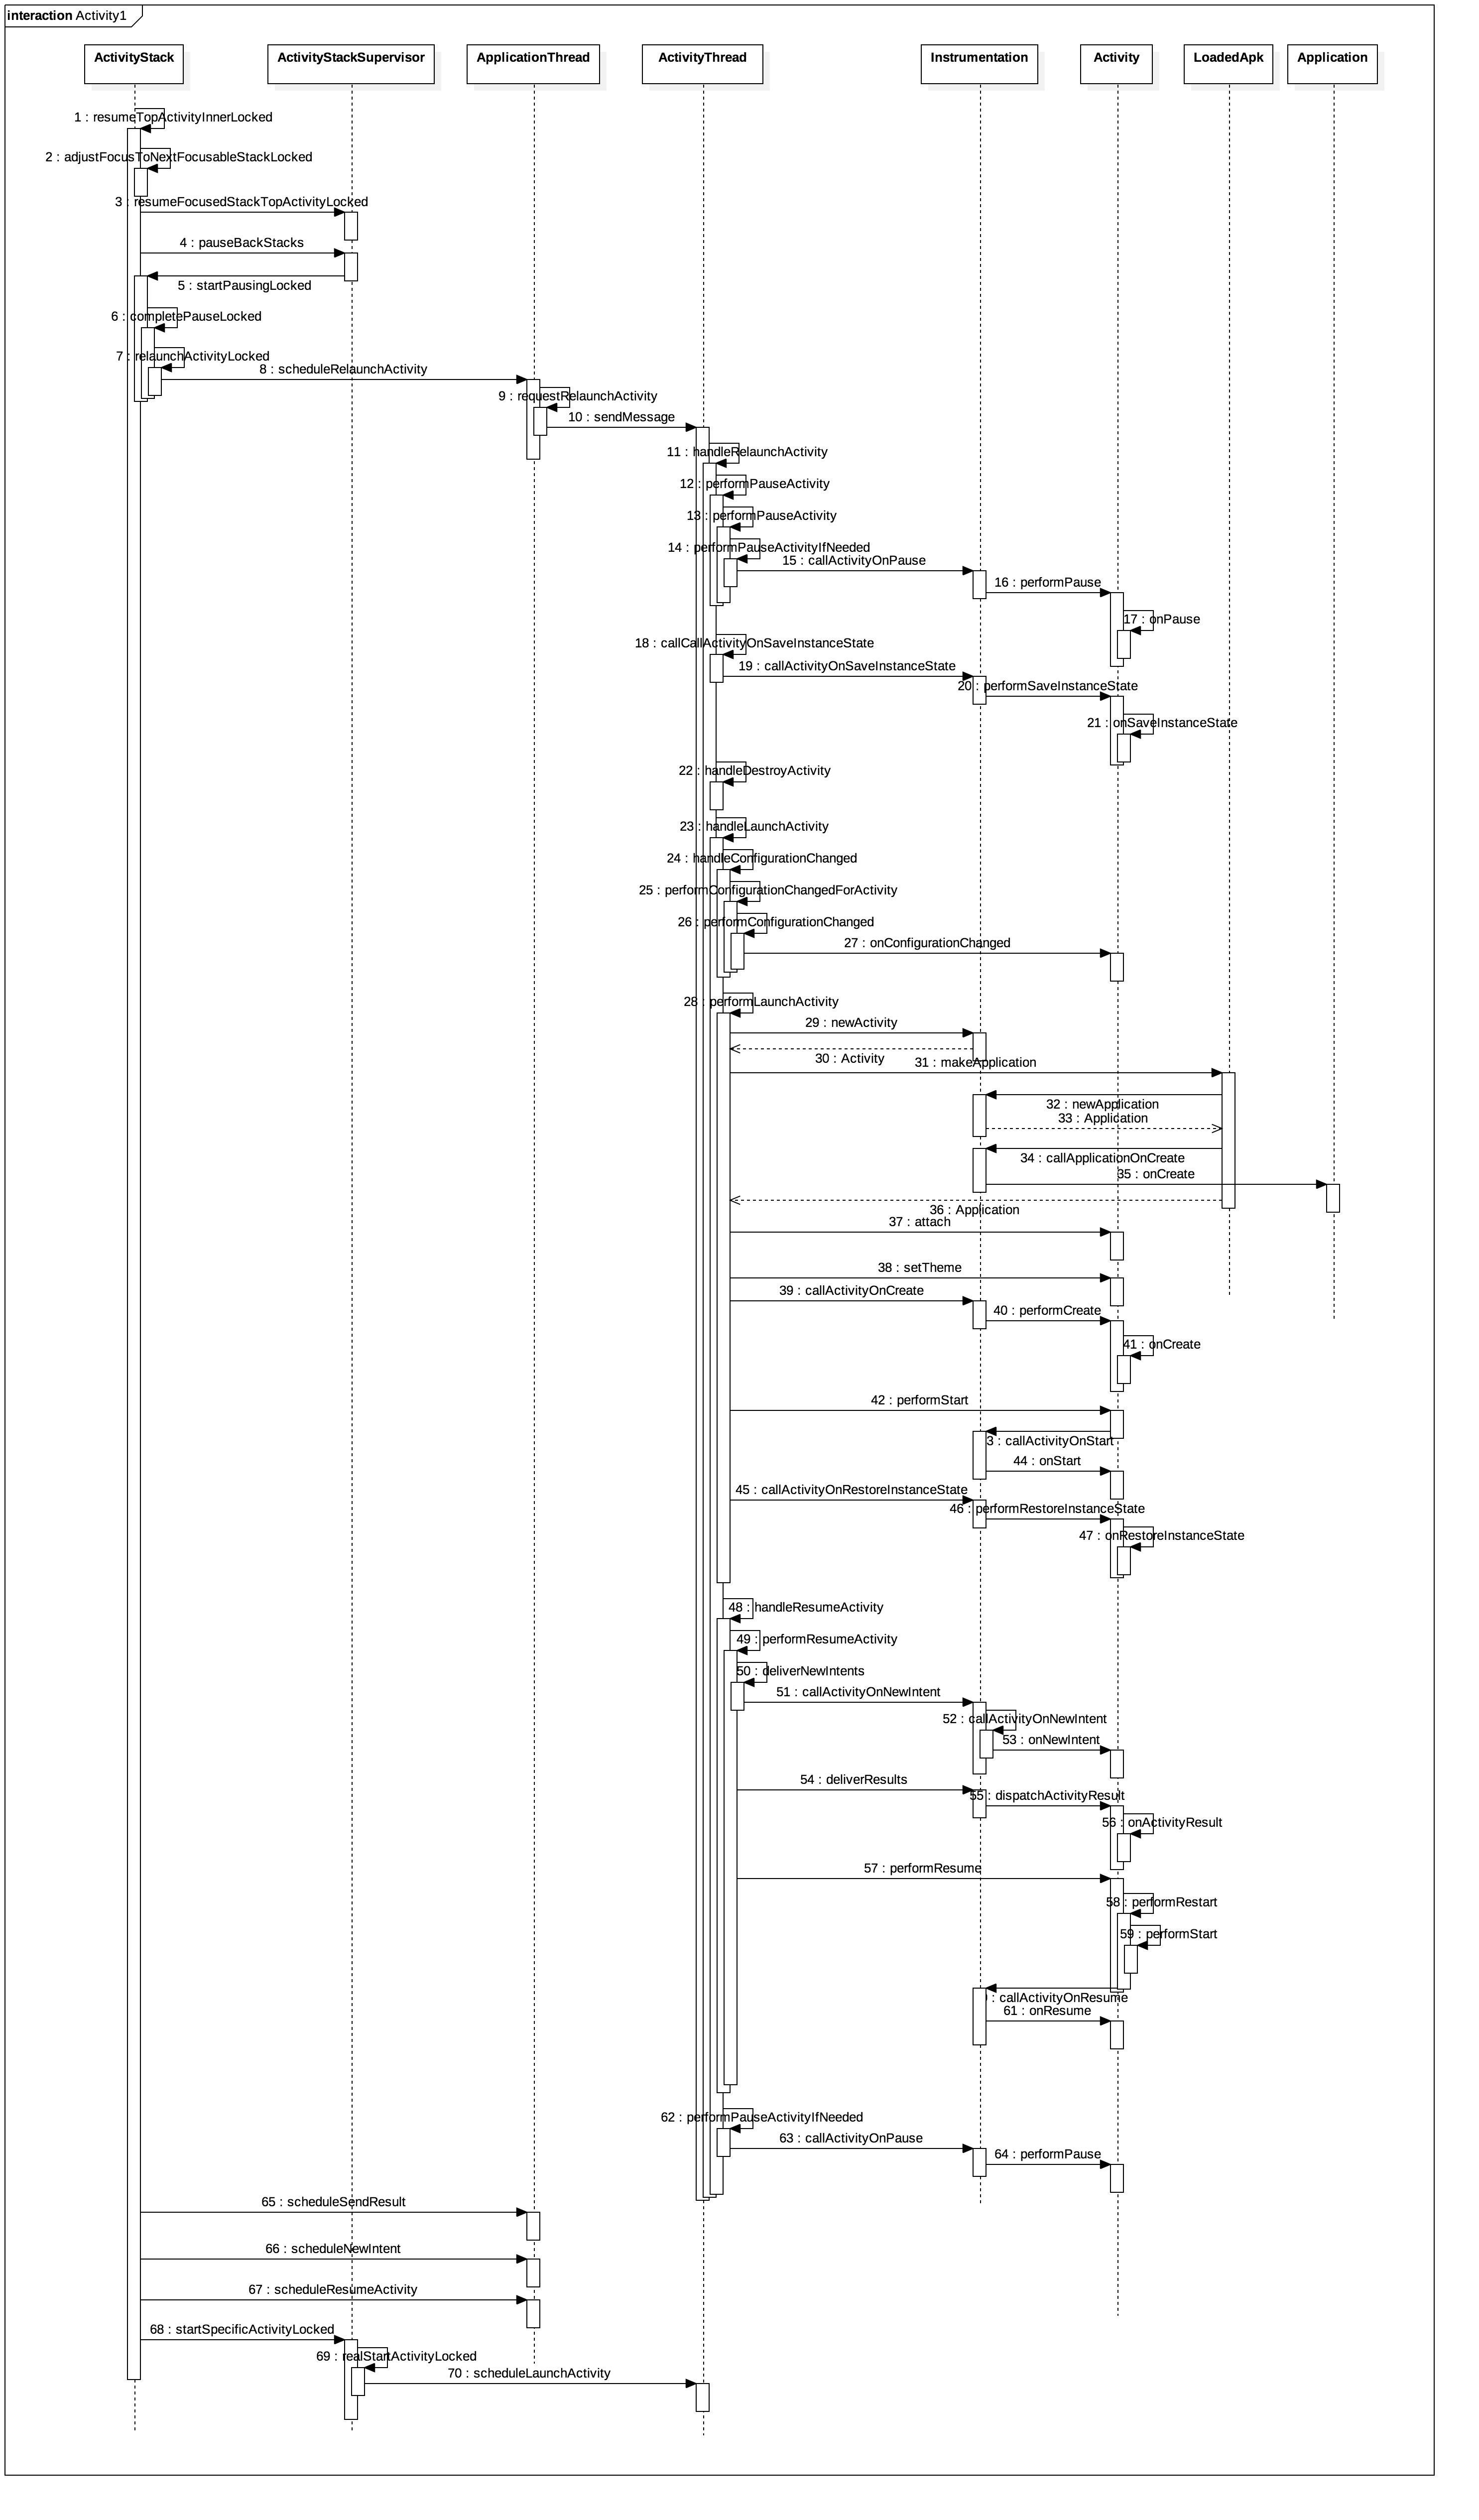 interaction Activity1
ActivityStack
ActivityStackSupervisor
ApplicationThread
ActivityThread
Instrumentation
Activity
LoadedApk
Application
1 : resumeTopActivityInnerLocked
2 : adjustFocusToNextFocusableStackLocked
3 : resumeFocusedStackTopActivityLocked
4 : pauseBackStacks
5 : startPausingLocked
6 : completePauseLocked
7 : relaunchActivityLocked
8 : scheduleRelaunchActivity
9 : requestRelaunchActivity
10 : sendMessage
11 : handleRelaunchActivity
12 : performPauseActivity
13 : performPauseActivity
14 : performPauseActivityIfNeeded
15 : callActivityOnPause
16 : performPause
17 : onPause
18 : callCallActivityOnSaveInstanceState
19 : callActivityOnSaveInstanceState
20 : performSaveInstanceState
21 : onSaveInstanceState
22 : handleDestroyActivity
23 : handleLaunchActivity
24 : handleConfigurationChanged
25 : performConfigurationChangedForActivity
26 : performConfigurationChanged
27 : onConfigurationChanged
28 : performLaunchActivity
29 : newActivity
30 : Activity
31 : makeApplication
32 : newApplication
33 : Application
34 : callApplicationOnCreate
35 : onCreate
36 : Application
37 : attach
38 : setTheme
39 : callActivityOnCreate
40 : performCreate
41 : onCreate
42 : performStart
3 : callActivityOnStart
44 : onStart
45 : callActivityOnRestoreInstanceState
46 : performRestoreInstanceState
47 : onRestoreInstanceState
48 : handleResumeActivity
49 : performResumeActivity
50 : deliverNewIntents
51 : callActivityOnNewIntent
52 : callActivityOnNewIntent
53 : onNewIntent
54 : deliverResults
55 : dispatchActivityResult
56 : onActivityResult
57 : performResume
58 : performRestart
59 : performStart
: callActivityOnResume
61 : onResume
62 : performPauseActivityIfNeeded
63 : callActivityOnPause
64 : performPause
65 : scheduleSendResult
66 : scheduleNewIntent
67 : scheduleResumeActivity
68 : startSpecificActivityLocked
69 : realStartActivityLocked
70 : scheduleLaunchActivity